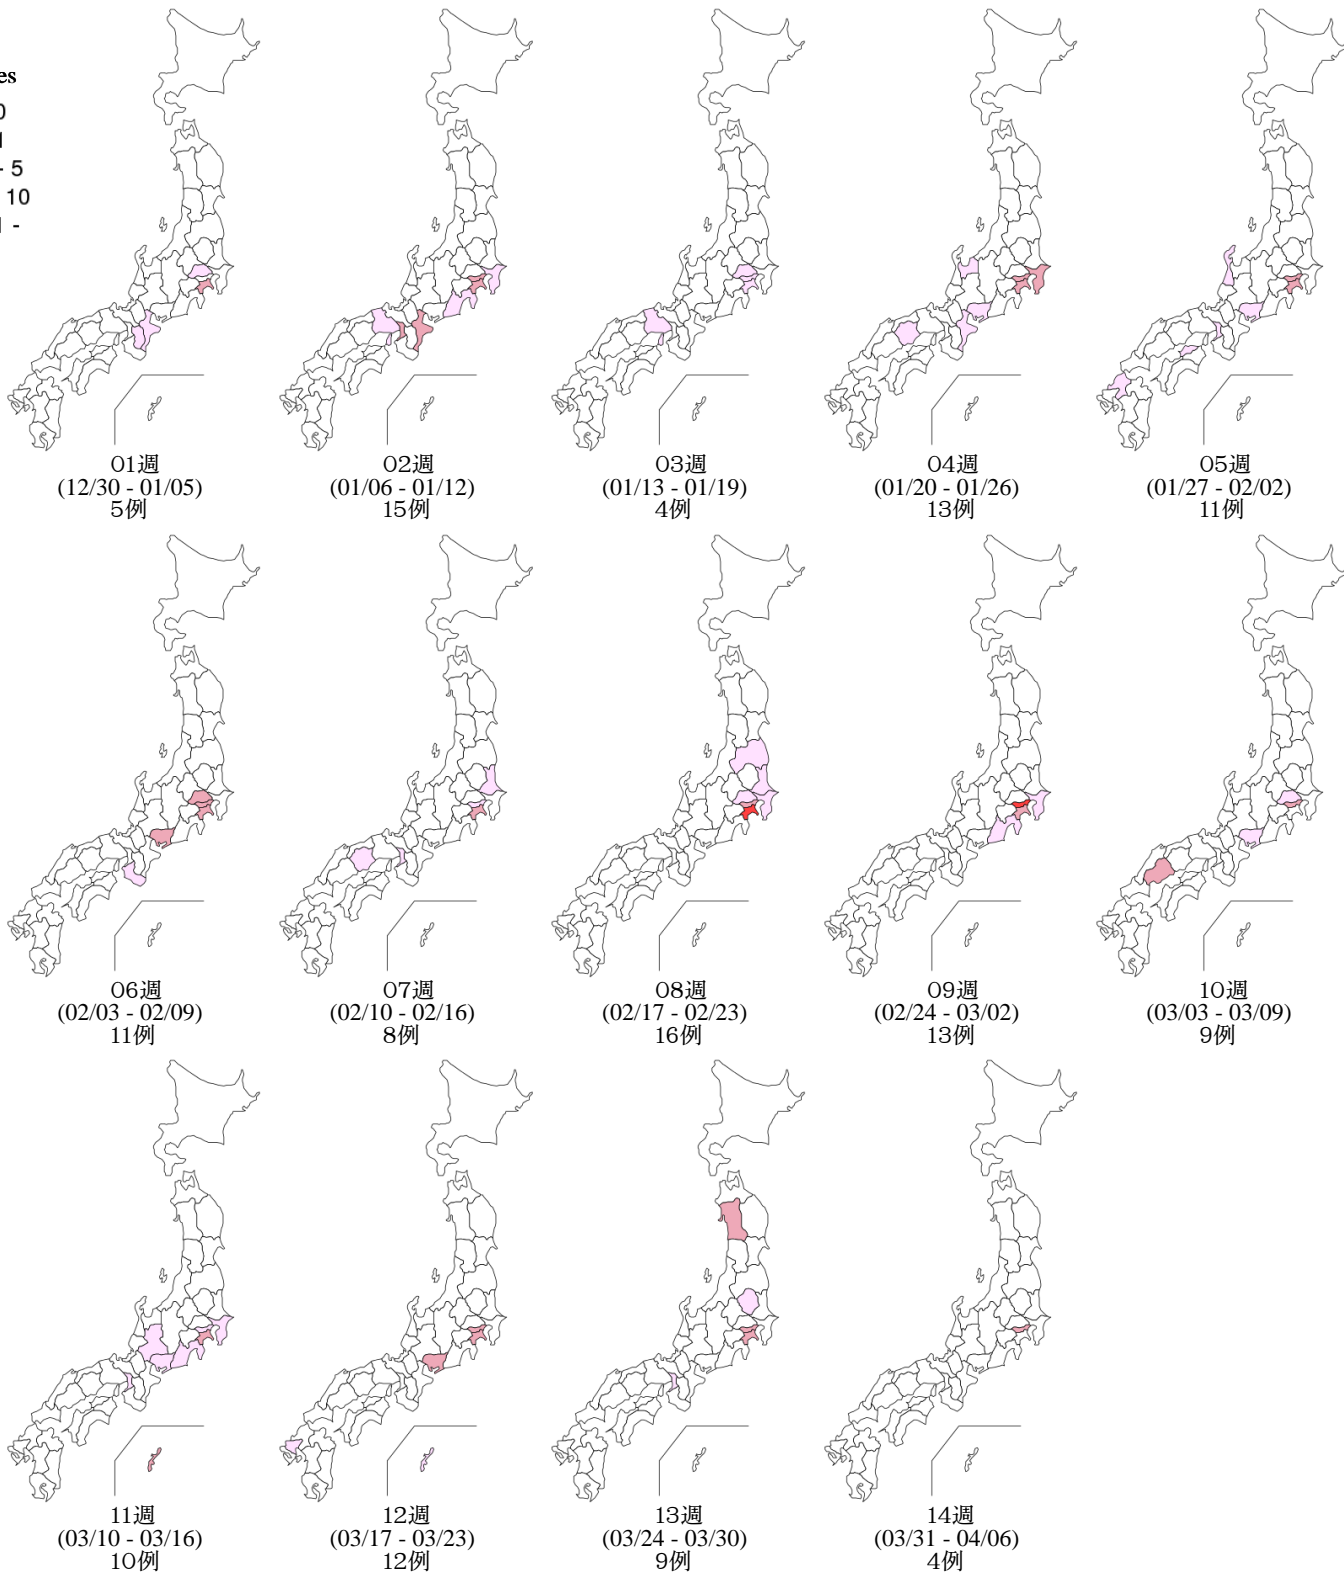 es
- 5
10
-
01週
(12/30 - 01/05)
5例
02週
(01/06 - 01/12)
15例
03週
(01/13 - 01/19)
4例
04週
(01/20 - 01/26)
13例
05週
(01/27 - 02/02)
11例
06週
(02/03 - 02/09)
11例
07週
(02/10 - 02/16)
8例
08週
(02/17 - 02/23)
16例
09週
(02/24 - 03/02)
13例
10週
(03/03 - 03/09)
9例
11週
(03/10 - 03/16)
10例
12週
(03/17 - 03/23)
12例
13週
(03/24 - 03/30)
9例
14週
(03/31 - 04/06)
4例